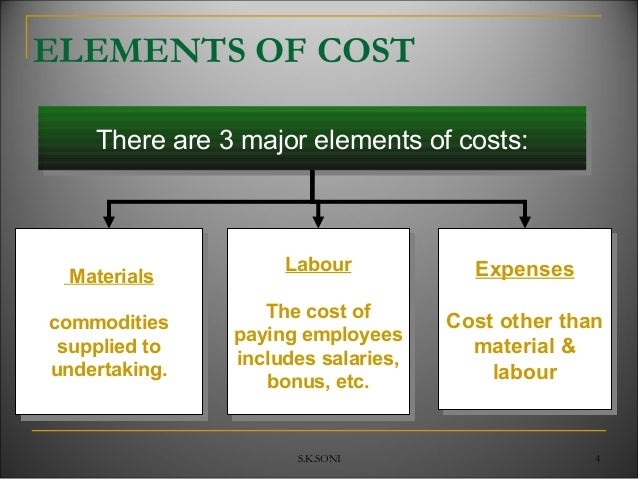 ELEMENTS OF COST
There are 3 major elements of costs:
Materials
commodities
supplied to
undertaking.
Labour
The cost of
paying employees
includes salaries,
bonus, etc.
Expenses
Cost other than
material &
labour
S.K.SONI
4